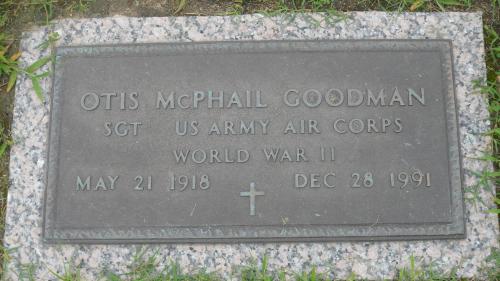 OTIS McPHAIL GOODMAN
SGT US ARMY AIR CORPS
WORLD WAR II
MAY 21 1918 DEC 28 1991